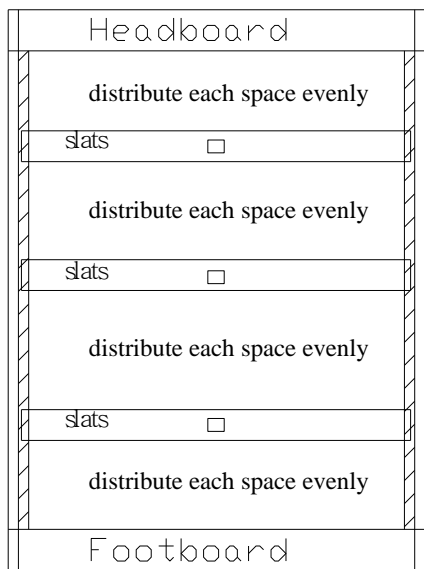 Headboard
distribute each space evenly
slats
distribute each space evenly
slats
distribute each space evenly
slats
distribute each space evenly
Footboard